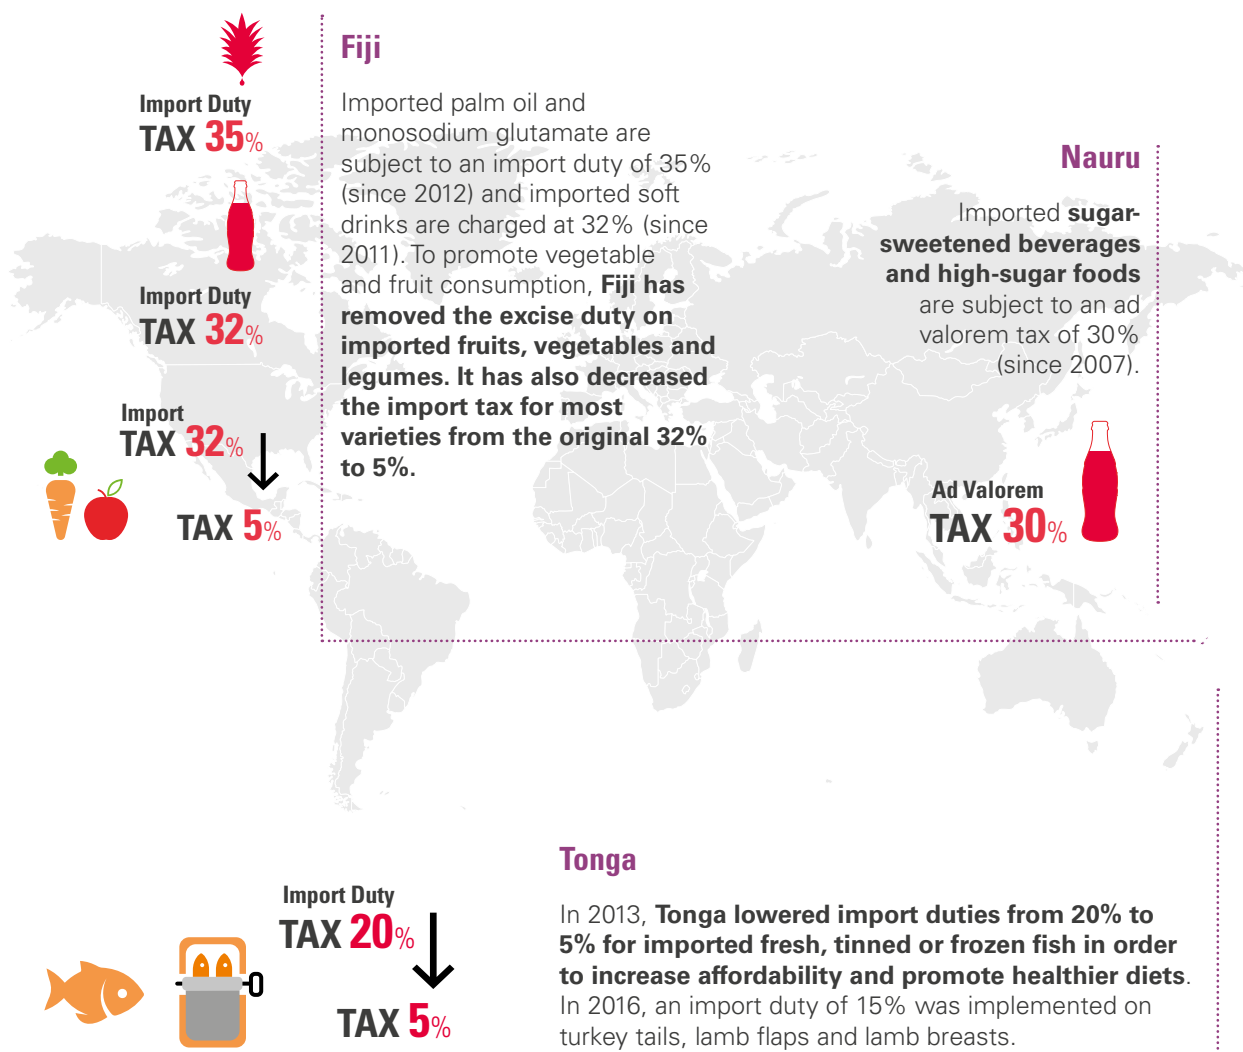 Fiji
Import Duty
TAX 35%
Import Duty
TAX 32%
Import
TAX 32%
TAX 5%
Imported palm oil and
monosodium glutamate are
subject to an import duty of 35%
(since 2012) and imported soft
drinks are charged at 32% (since
2011). To promote vegetable
and fruit consumption, Fiji has
removed the excise duty on
imported fruits, vegetables and
legumes. It has also decreased
the import tax for most
varieties from the original 32%
to 5%.
Nauru
Imported sugar-
sweetened beverages
and high-sugar foods
are subject to an ad
valorem tax of 30%
(since 2007).
Ad Valorem
TAX 30%
Tonga
Import Duty
TAX 20%
TAX 5%
In 2013, Tonga lowered import duties from 20% to
5% for imported fresh, tinned or frozen fish in order
to increase affordability and promote healthier diets.
In 2016, an import duty of 15% was implemented on
turkey tails, lamb flaps and lamb breasts.